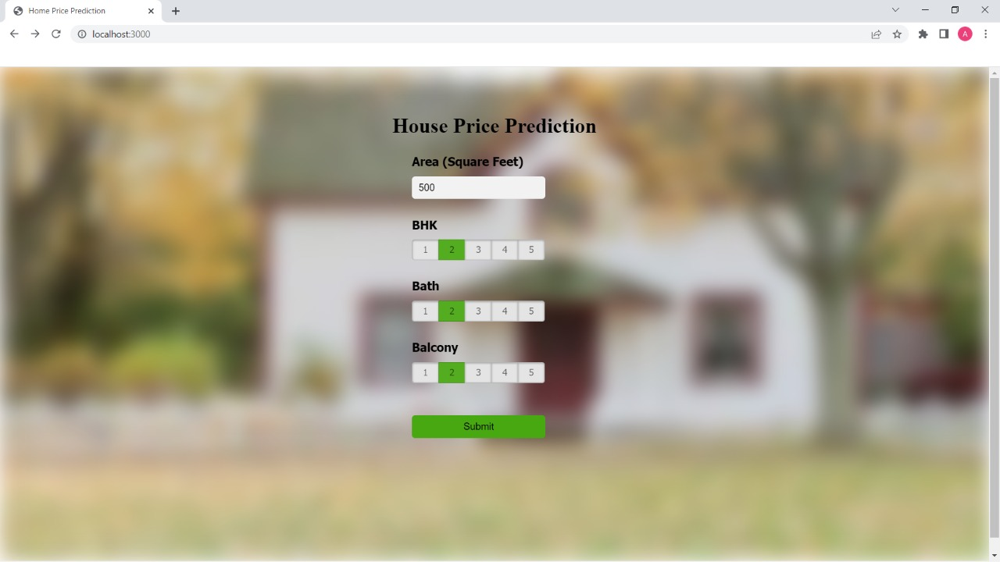 Home Price Prediction
localhost:3000
A
House Price Prediction
Area (Square Feet)
500
BHK
1 2 3 4 5
Bath
1 2 3 4 5
Balcony
1 2 3 4 5
Submit